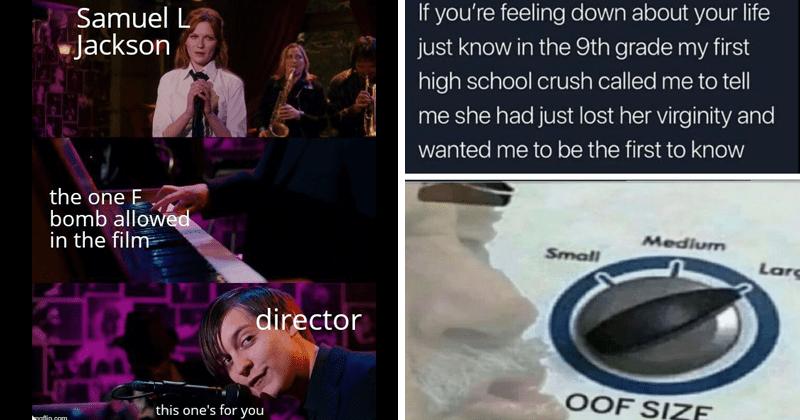 Samuel L
Jackson
the one F
bomb allowed
in the film
director
this one's for you
imgflip.com
If you're feeling down about your life
just know in the 9th grade my first
high school crush called me to tell
me she had just lost her virginity and
wanted me to be the first to know
Small
Medium
Larg
OOF SIZE